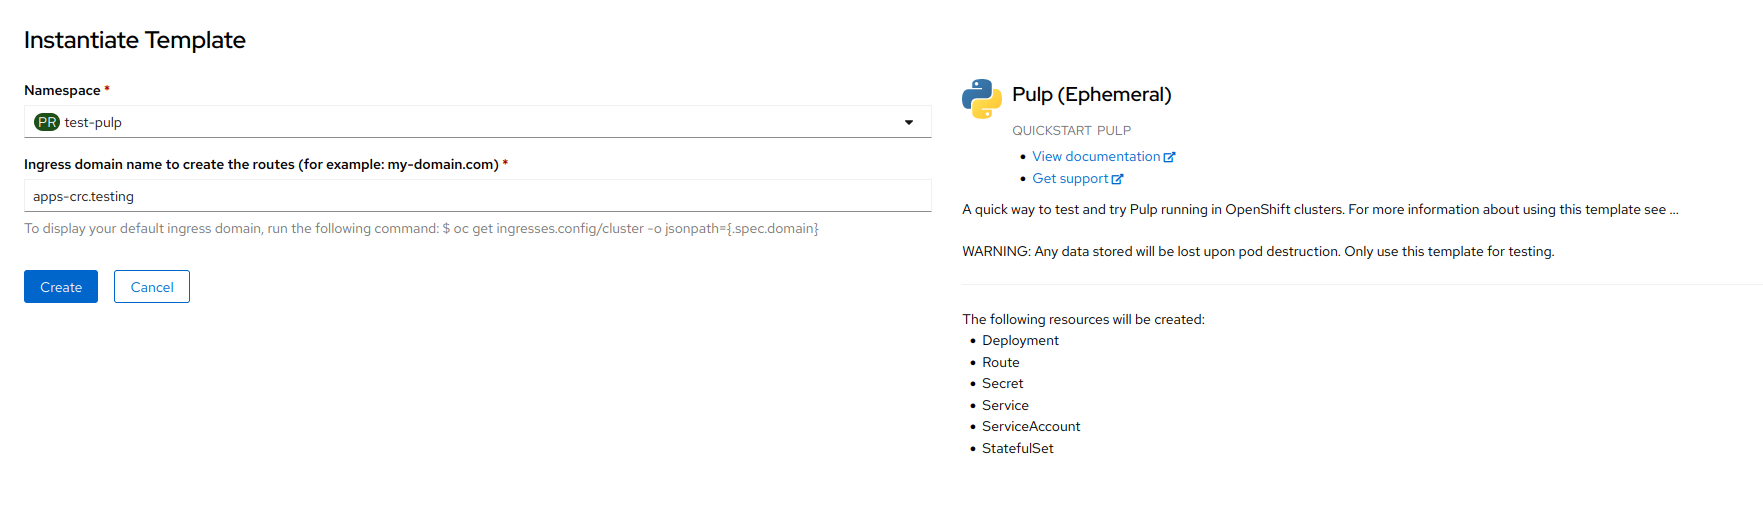 Instantiate Template
Namespace *
PR test-pulp
Ingress domain name to create the routes (for example: my-domain.com) *
apps-crc.testing
To display your default ingress domain, run the following command: $ oc get ingresses.config/cluster -o jsonpath={.spec.domain}
Create Cancel
Pulp (Ephemeral)
QUICKSTART PULP
• View documentation
• Get support
A quick way to test and try Pulp running in OpenShift clusters. For more information about using this template see ...
WARNING: Any data stored will be lost upon pod destruction. Only use this template for testing.
The following resources will be created:
• Deployment
• Route
• Secret
• Service
• ServiceAccount
• StatefulSet